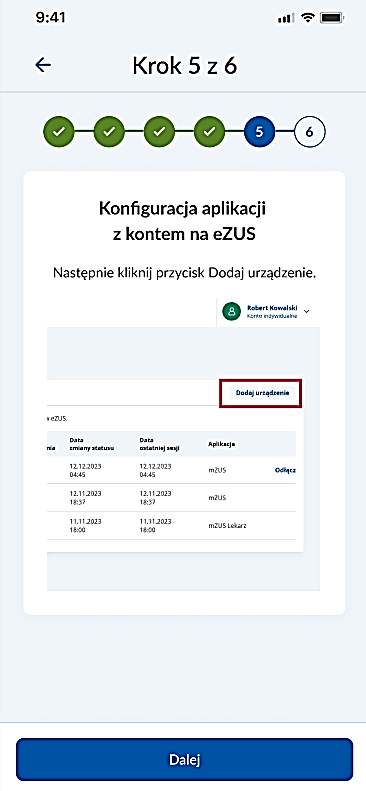 9:41
Krok 5 z 6
5
6
Konfiguracja aplikacji
z kontem na eZUS
Następnie kliknij przycisk Dodaj urządzenie.
Robert Kowalski
Konto indywidualne
Dodaj urządzenie
eZUS.
nia Data zmiany statusu Data ostatniej sesji Aplikacja
12.12.2023 04:45 12.12.2023 04:45 mZUS Odłącz
12.11.2023 18:37 12.11.2023 18:37 mZUS
11.11.2023 18:00 11.11.2023 18:00 mZUS Lekarz
Dalej